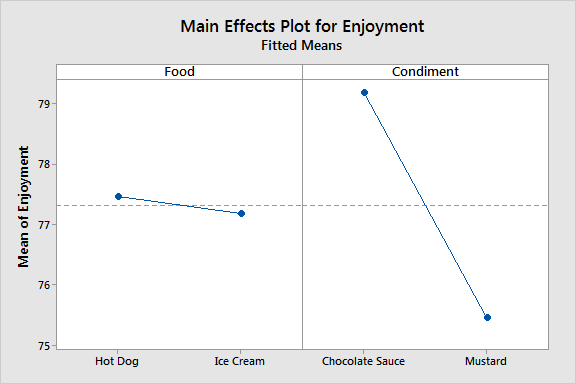 Main Effects Plot for Enjoyment
Fitted Means
Food Condiment
Mean of Enjoyment
79
78
77
76
75
Hot Dog Ice Cream Chocolate Sauce Mustard